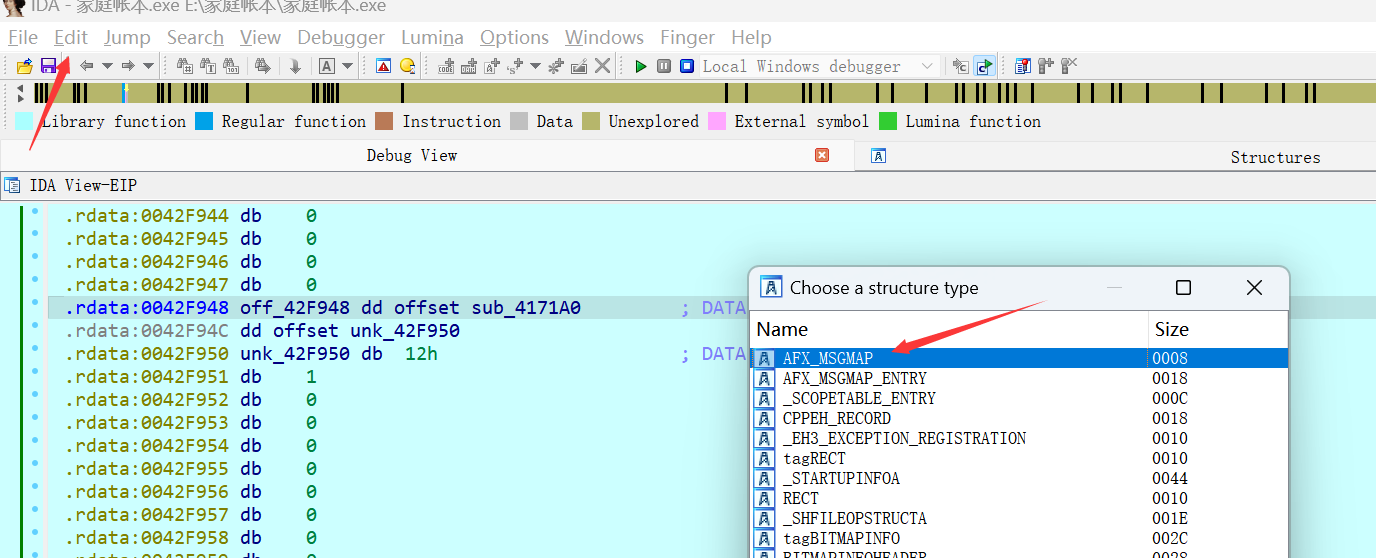 IDA - 家庭帐本.exe E:\家庭帐本\家庭帐本.exe
File Edit Jump Search View Debugger Lumina Options Windows Finger Help
Local Windows debugger
Library function Regular function Instruction Data Unexplored External symbol Lumina function
Debug View
Structures
IDA View-EIP
.rdata:0042F944 db 0
.rdata:0042F945 db 0
.rdata:0042F946 db 0
.rdata:0042F947 db 0
.rdata:0042F948 off_42F948 dd offset sub_4171A0 ; DATA
.rdata:0042F94C dd offset unk_42F950
.rdata:0042F950 unk_42F950 db 12h ; DATA
.rdata:0042F951 db 1
.rdata:0042F952 db 0
.rdata:0042F953 db 0
.rdata:0042F954 db 0
.rdata:0042F955 db 0
.rdata:0042F956 db 0
.rdata:0042F957 db 0
.rdata:0042F958 db 0
Choose a structure type
Name Size
AFX_MSGMAP 0008
AFX_MSGMAP_ENTRY 0018
_SCOPETABLE_ENTRY 000C
CPPEH_RECORD 0018
_EH3_EXCEPTION_REGISTRATION 0010
tagRECT 0010
_STARTUPINFOA 0044
RECT 0010
_SHFILEOPSTRUCTA 001E
tagBITMAPINFO 002C
BITMAPINFOHEADER 0028